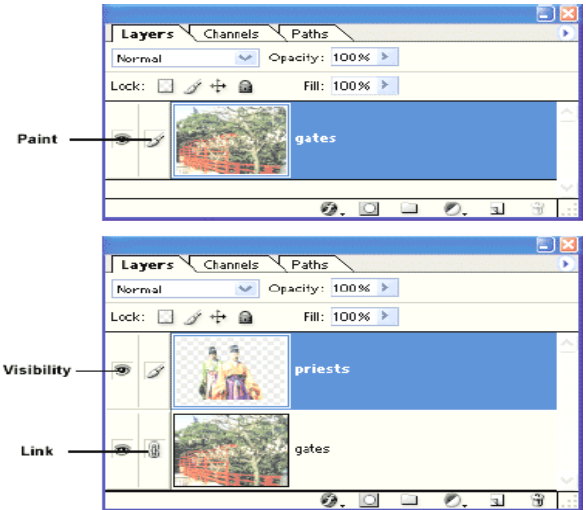 Layers Channels Paths
Normal Opacity: 100%
Lock: Fill: 100%
Paint gates
Layers Channels Paths
Normal Opacity: 100%
Lock: Fill: 100%
Visibility priests
Link gates